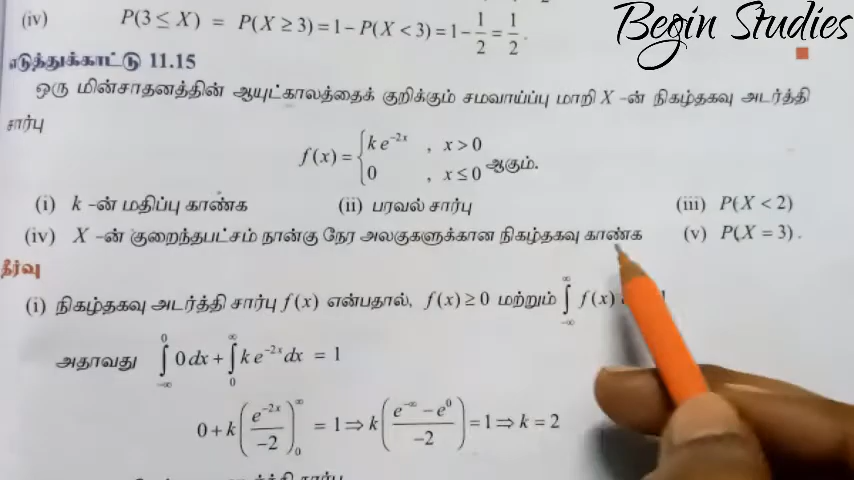 Begin Studies
(iv) P(3 ≤ X) = P(X ≥ 3) = 1 − P(X < 3) = 1 − 1/2 = 1/2.
எடுத்துக்காட்டு 11.15
ஒரு மின்சாதனத்தின் ஆயுட்காலத்தைக் குறிக்கும் சமவாய்ப்பு மாறி X -ன் நிகழ்தகவு அடர்த்தி
சார்பு
f(x) = { k e^{−2x} , x > 0
0 , x ≤ 0 ஆகும்.
(i) k -ன் மதிப்பு காண்க (ii) பரவல் சார்பு (iii) P(X < 2)
(iv) X -ன் குறைந்தபட்சம் நான்கு நேர அலகுகளுக்கான நிகழ்தகவு காண்க (v) P(X = 3).
தீர்வு
(i) நிகழ்தகவு அடர்த்தி சார்பு f(x) என்பதால், f(x) ≥ 0 மற்றும் ∫_{−∞}^{∞} f(x)
அதாவது ∫_{−∞}^{0} 0 dx + ∫_{0}^{∞} k e^{−2x} dx = 1
0 + k (e^{−2x}/−2)_{0}^{∞} = 1 ⇒ k ((e^{−∞} − e^{0})/−2) = 1 ⇒ k = 2